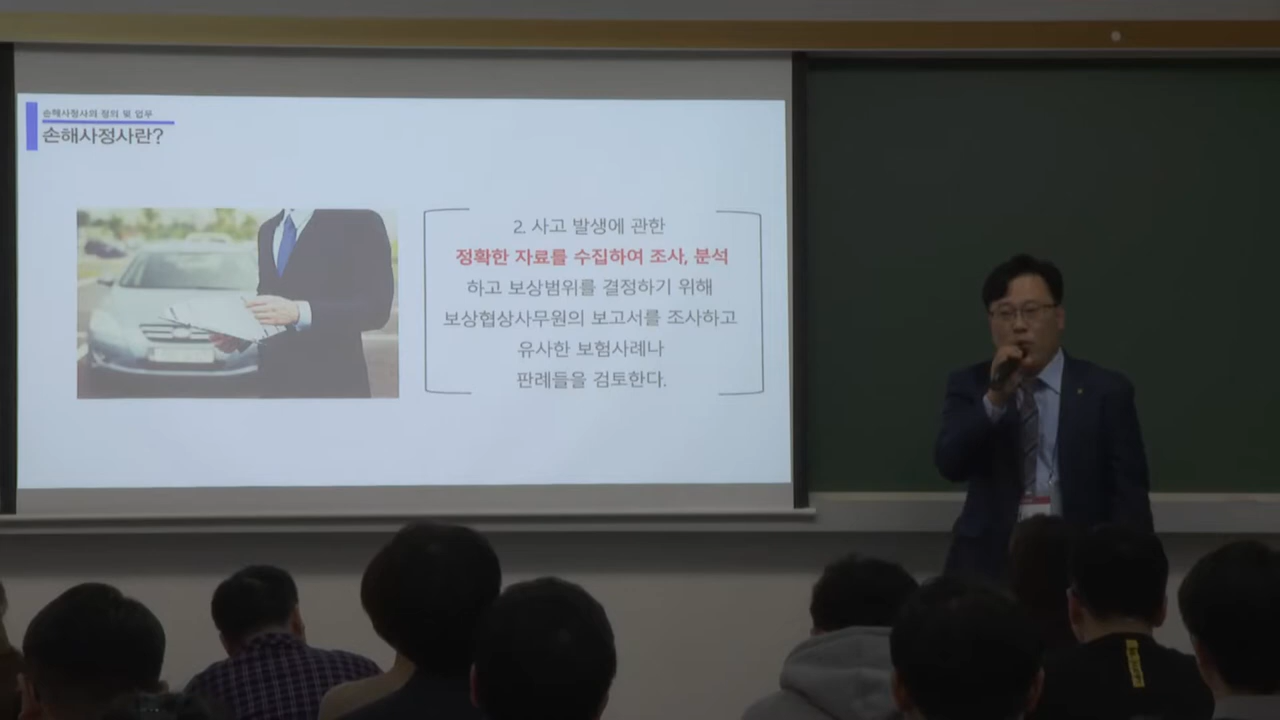 손해사정사의 정의 및 업무
손해사정사란?
2. 사고 발생에 관한
정확한 자료를 수집하여 조사, 분석
하고 보상범위를 결정하기 위해
보상협상사무원의 보고서를 조사하고
유사한 보험사례나
판례들을 검토한다.